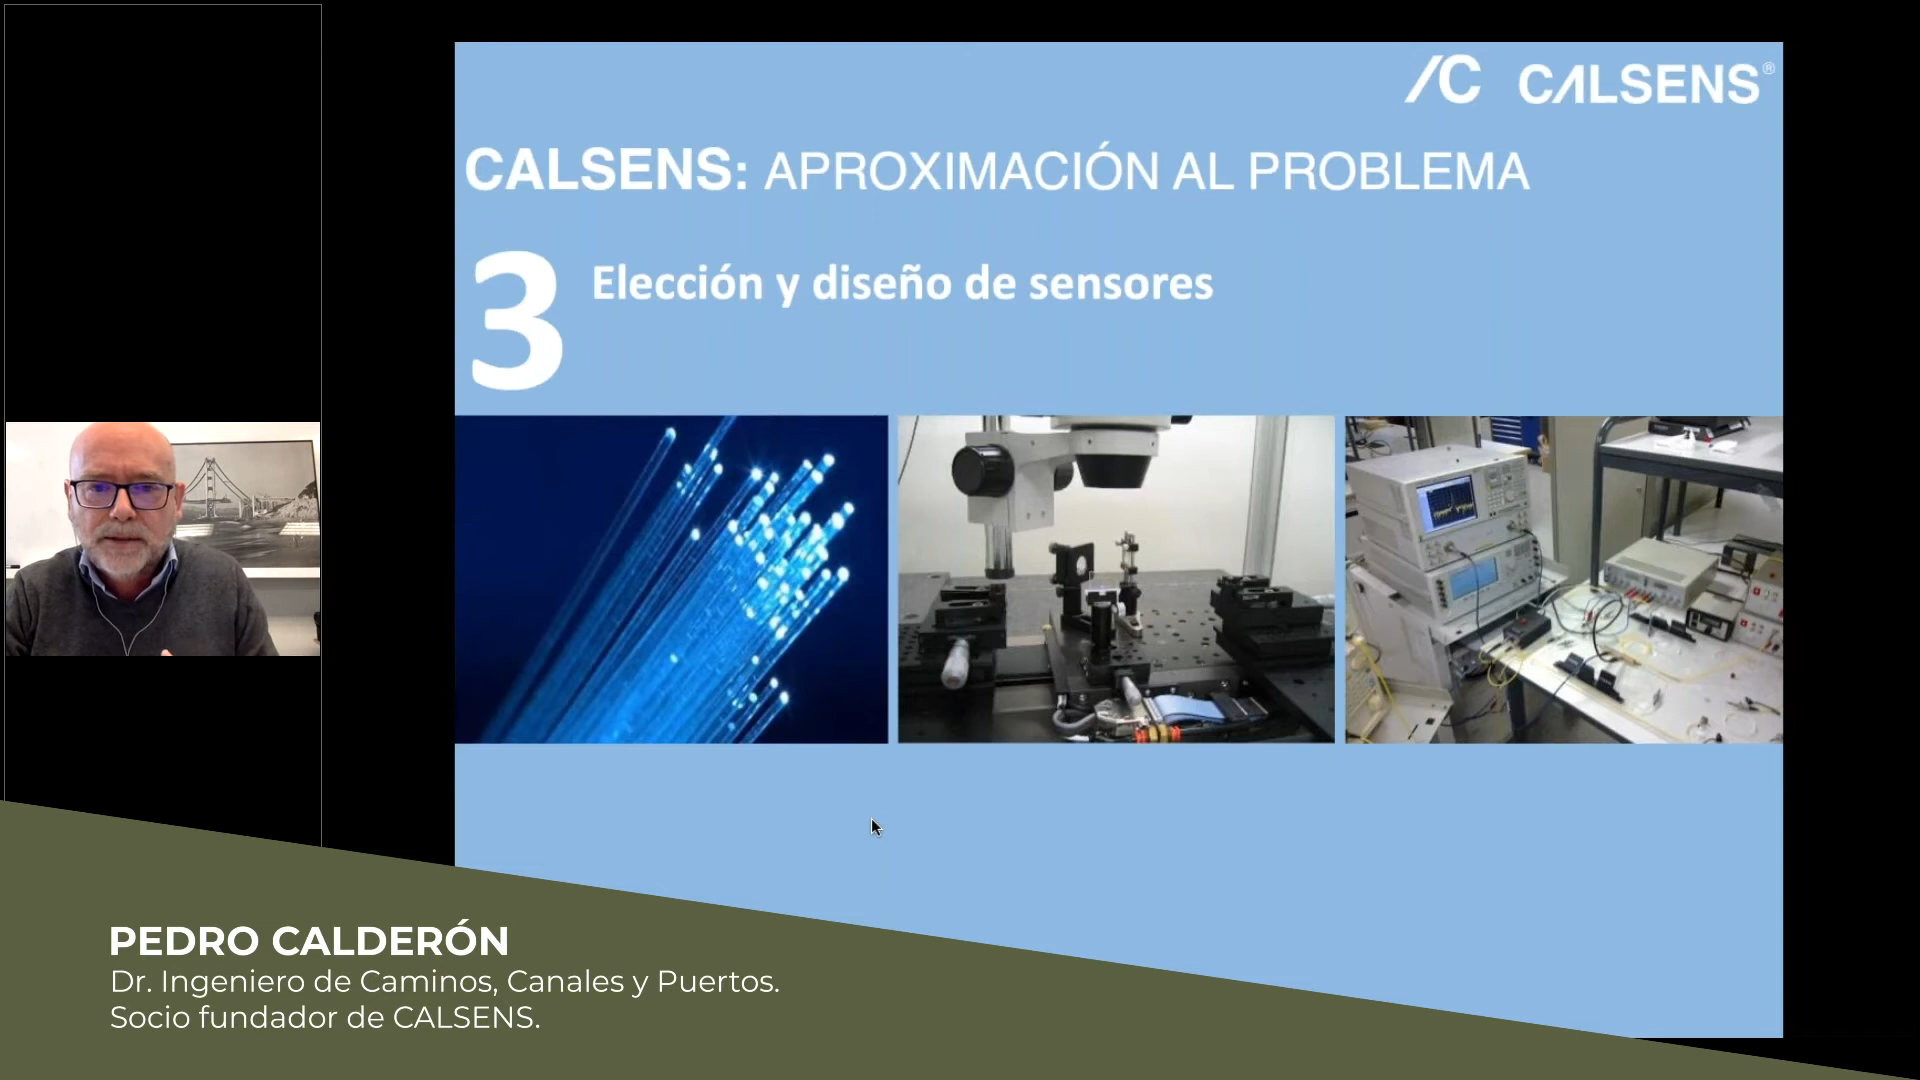 /C CALSENS®
CALSENS: APROXIMACIÓN AL PROBLEMA
3 Elección y diseño de sensores
PEDRO CALDERÓN
Dr. Ingeniero de Caminos, Canales y Puertos.
Socio fundador de CALSENS.